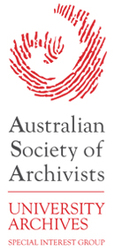 Australian
Society of
Archivists
UNIVERSITY
ARCHIVES
SPECIAL INTEREST GROUP